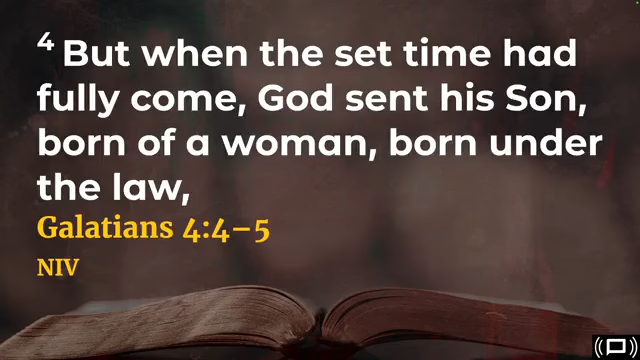 4 But when the set time had
fully come, God sent his Son,
born of a woman, born under
the law,
Galatians 4:4–5
NIV